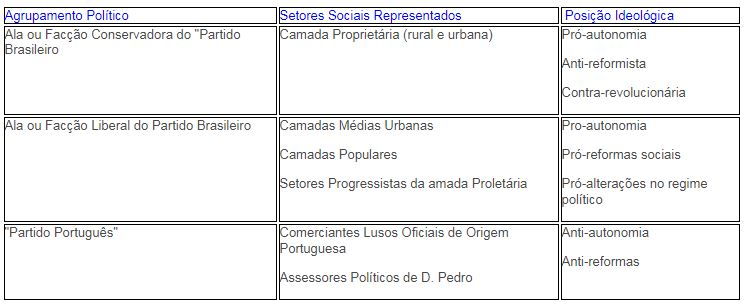 Agrupamento Político
Setores Sociais Representados
Posição Ideológica
Ala ou Facção Conservadora do "Partido
Brasileiro
Camada Proprietária (rural e urbana)
Pró-autonomia
Anti-reformista
Contra-revolucionária
Ala ou Facção Liberal do Partido Brasileiro
Camadas Médias Urbanas
Camadas Populares
Setores Progressistas da amada Proletária
Pro-autonomia
Pró-reformas sociais
Pró-alterações no regime
político
"Partido Português"
Comerciantes Lusos Oficiais de Origem
Portuguesa
Assessores Políticos de D. Pedro
Anti-autonomia
Anti-reformas